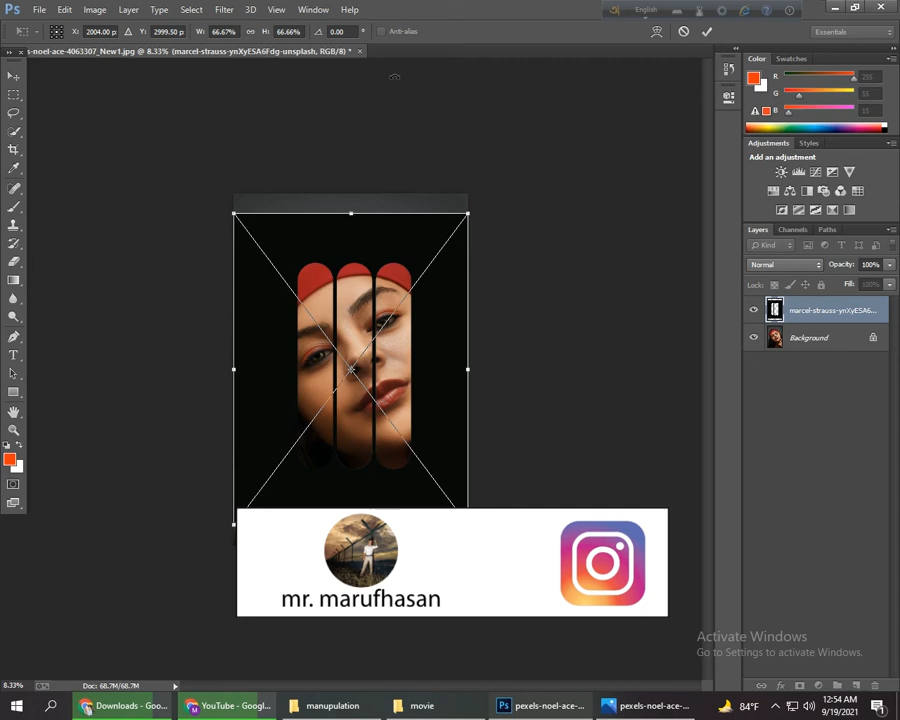 Ps File Edit Image Layer Type Select Filter 3D View Window Help
English
X: 2004.00 p Y: 2999.50 p W: 66.67% H: 66.66% 0.00 Anti-alias Essentials
s-noel-ace-4063307_New1.jpg @ 8.33% (marcel-strauss-ynXyESA6Fdg-unsplash, RGB/8) *
Color Swatches
R 255
G 55
B 15
Adjustments Styles
Add an adjustment
Layers Channels Paths
Kind
Normal Opacity: 100%
Lock: Fill: 100%
marcel-strauss-ynXyESA6...
Background
mr. marufhasan
Activate Windows
Go to Settings to activate Windows.
8.33% Doc: 68.7M/68.7M
Downloads - Goo... YouTube - Googl... manupulation movie Ps pexels-noel-ace-... pexels-noel-ace-...
84°F
12:54 AM
9/19/2021